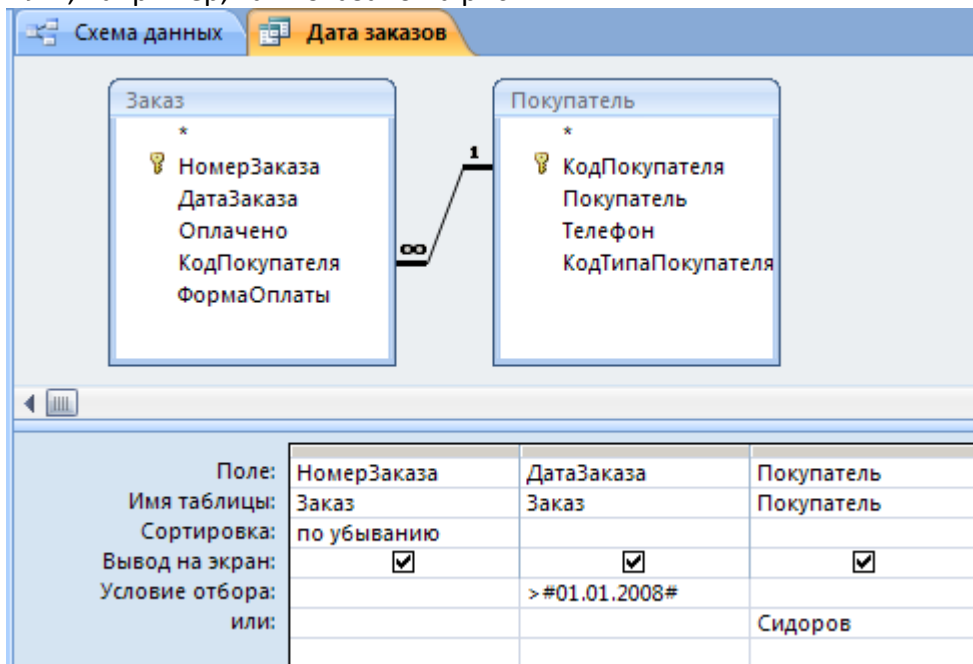 Схема данных Дата заказов
Заказ Покупатель
* *
НомерЗаказа КодПокупателя
ДатаЗаказа Покупатель
Оплачено Телефон
КодПокупателя КодТипаПокупателя
ФормаОплаты
1
∞
Поле: НомерЗаказа ДатаЗаказа Покупатель
Имя таблицы: Заказ Заказ Покупатель
Сортировка: по убыванию
Вывод на экран:
Условие отбора: >#01.01.2008#
или: Сидоров